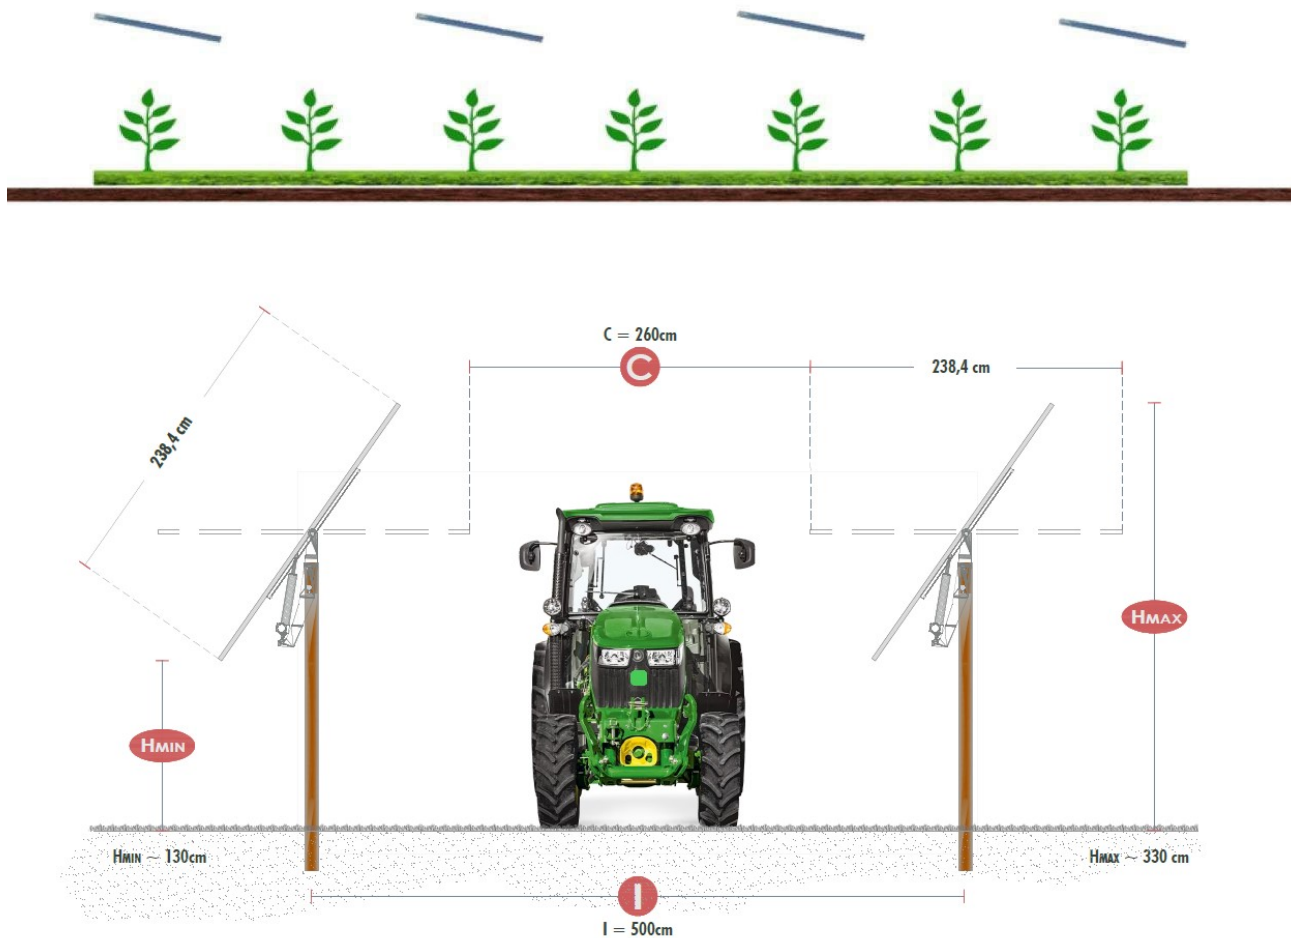 C = 260cm
C
238,4 cm
238,4 cm
HMAX
HMIN
HMIN ~ 130cm
HMAX ~ 330 cm
I
I = 500cm